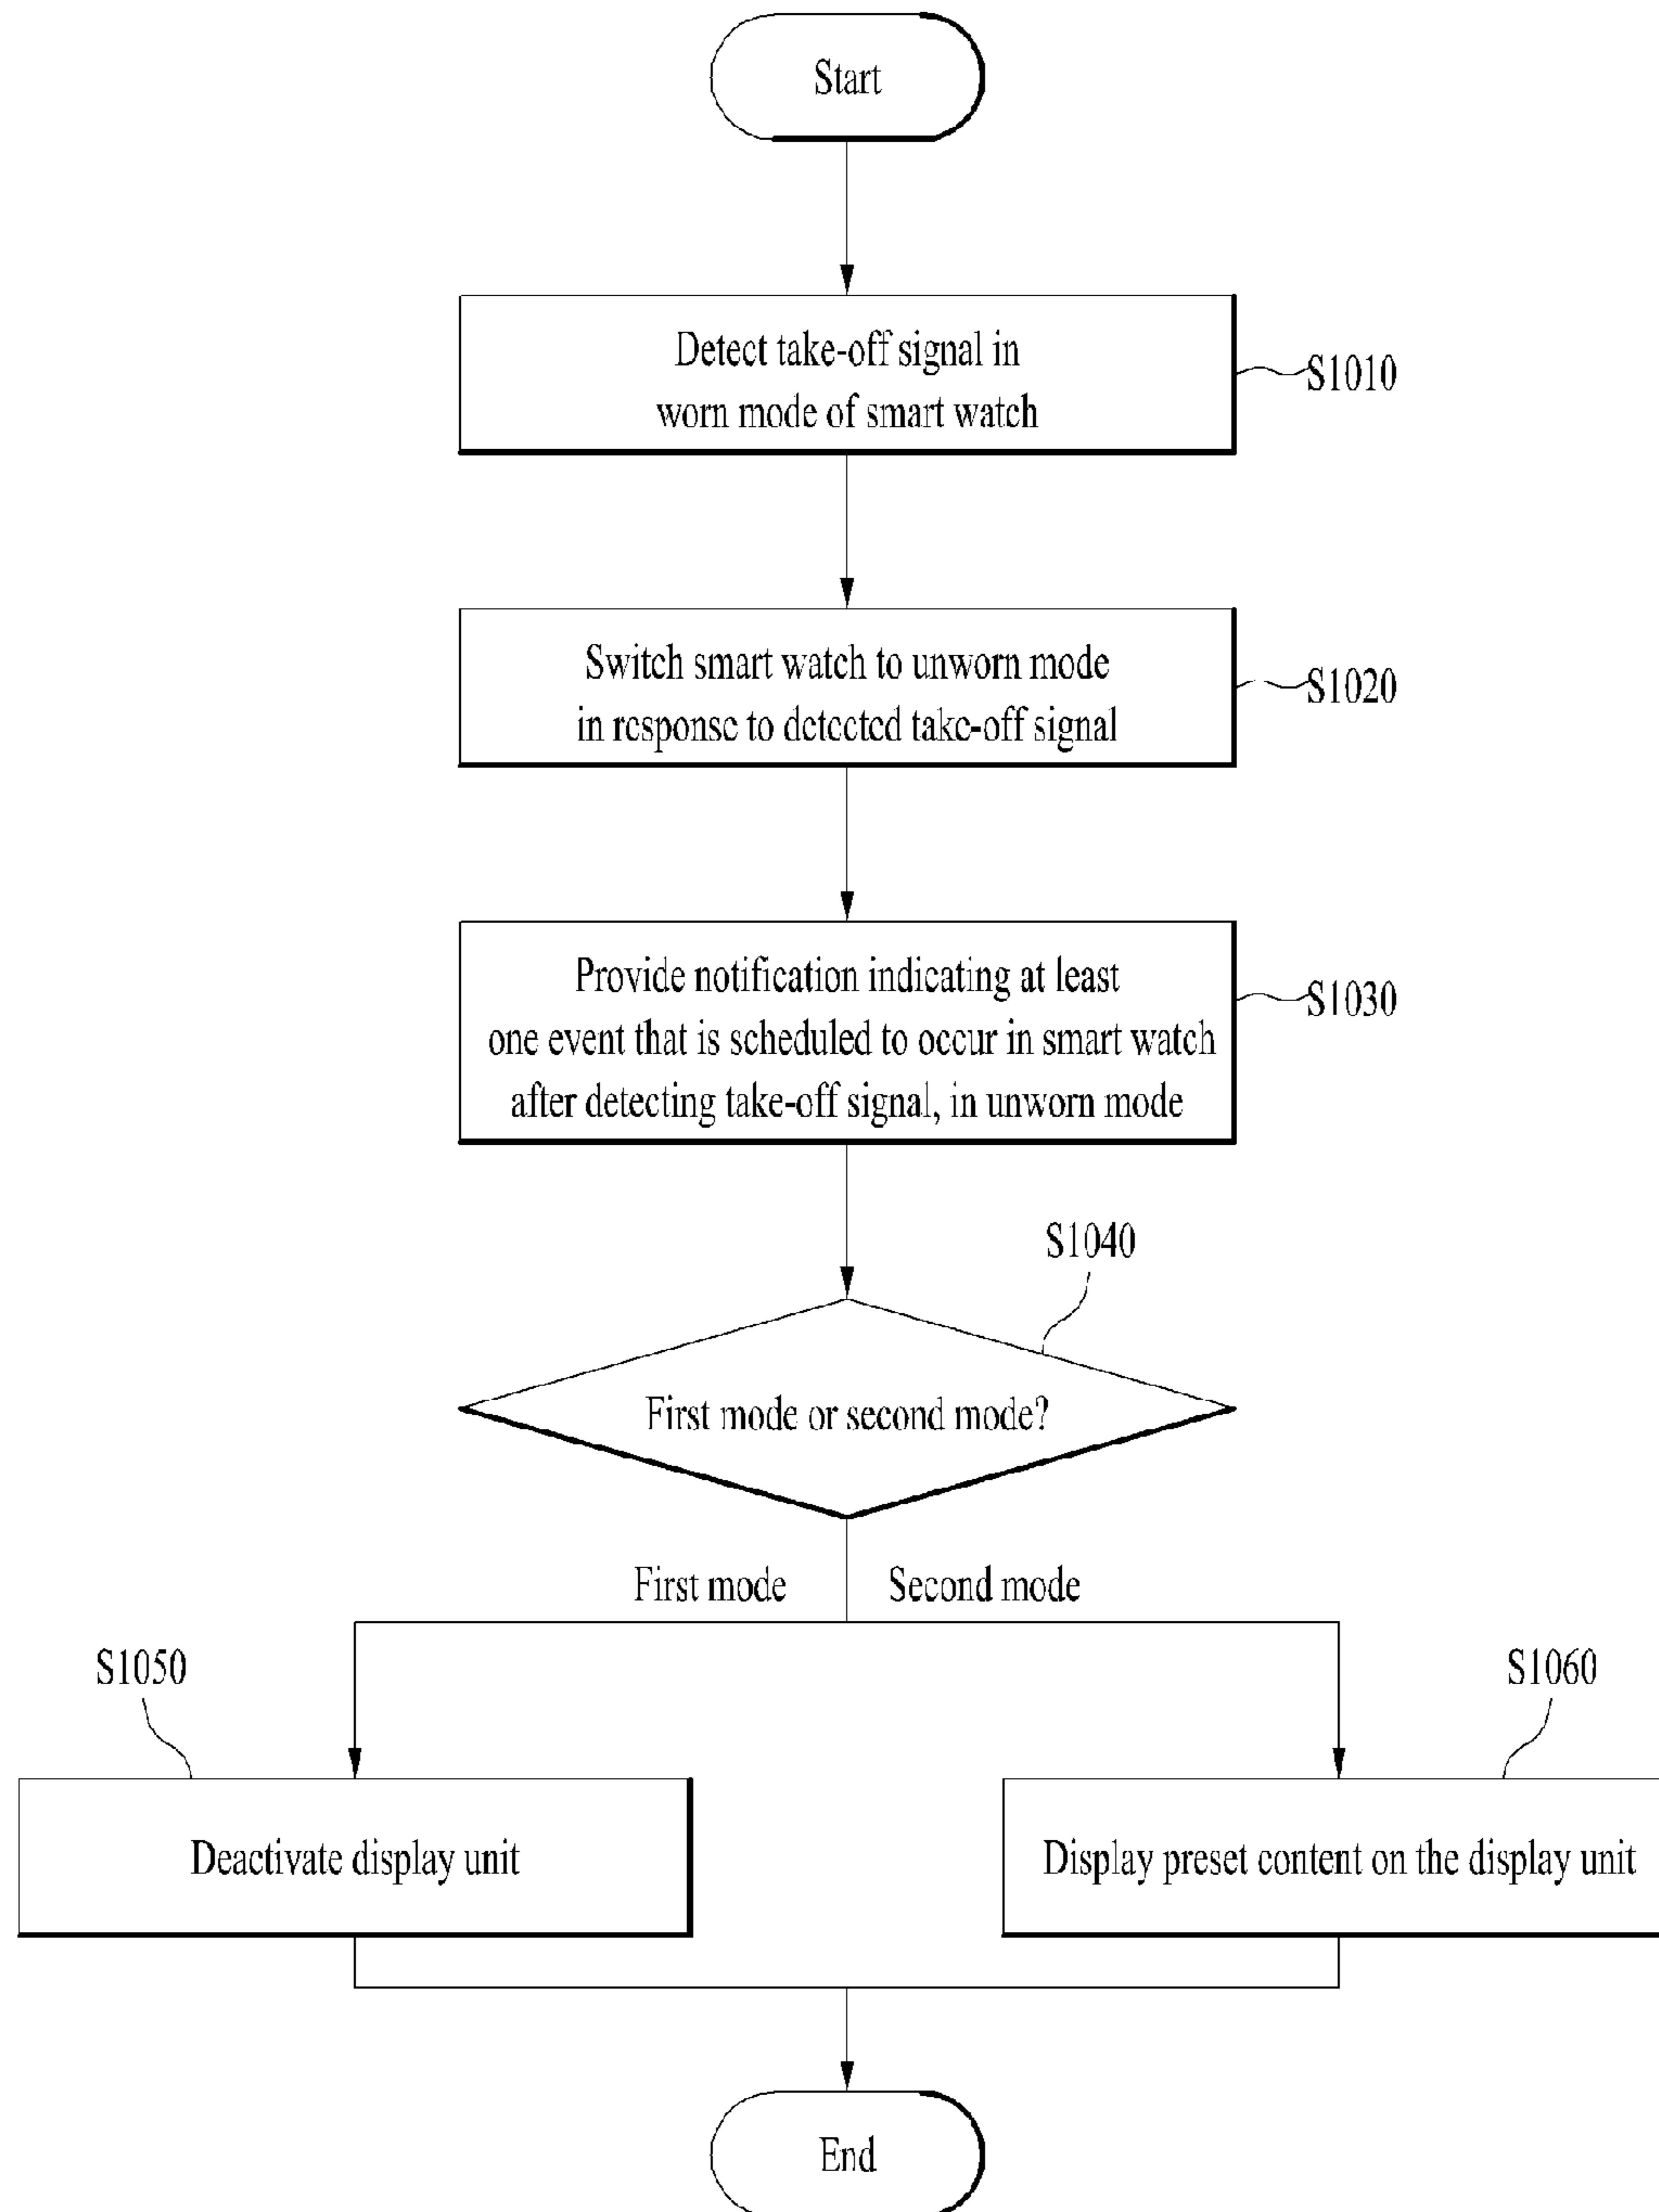 Start
Detect take-off signal in
worn mode of smart watch
S1010
Switch smart watch to unworn mode
in response to detected take-off signal
S1020
Provide notification indicating at least
one event that is scheduled to occur in smart watch
after detecting take-off signal, in unworn mode
S1030
S1040
First mode or second mode?
First mode
Second mode
S1050
S1060
Deactivate display unit
Display preset content on the display unit
End